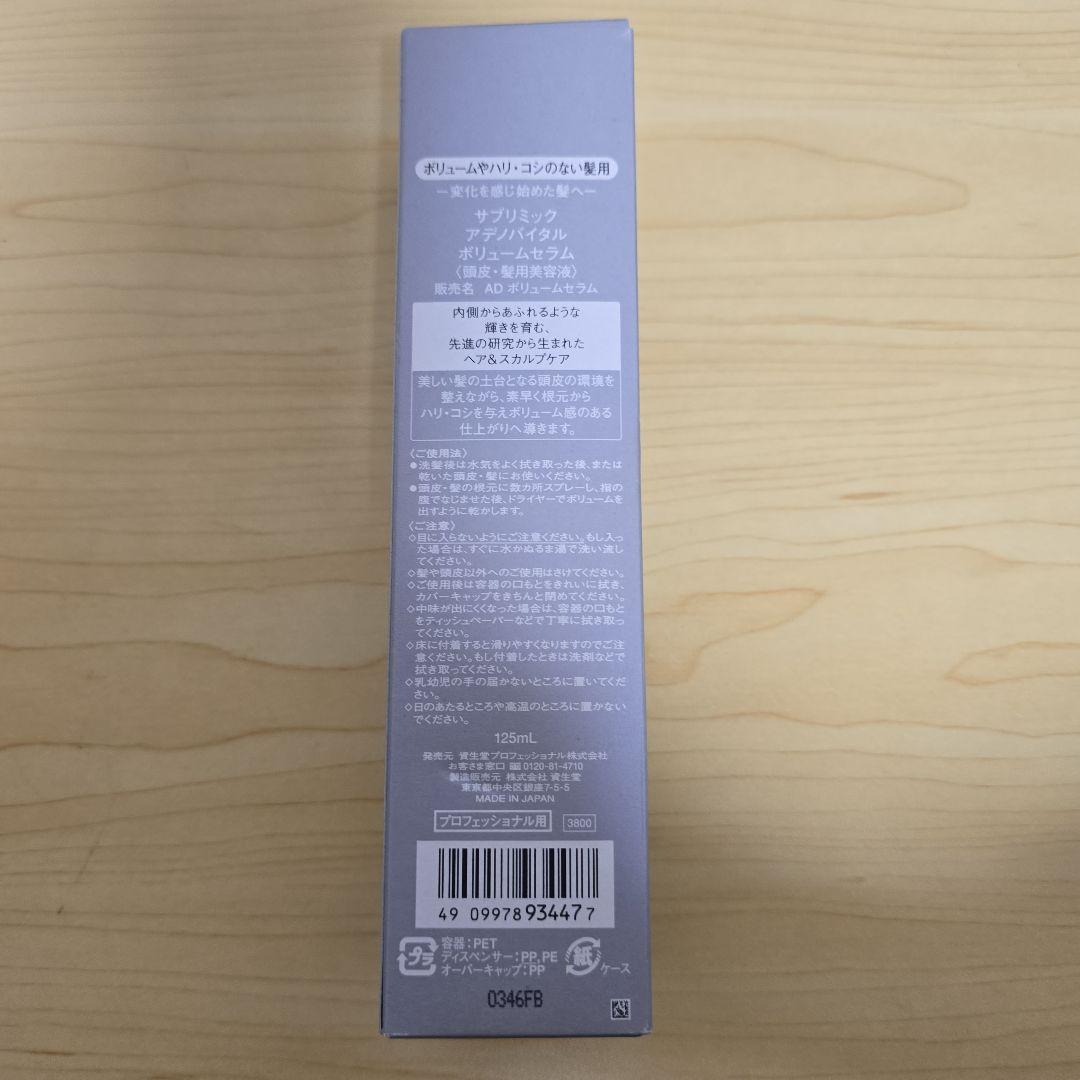 ボリュームやハリ・コシのない髪用
―変化を感じ始めた髪へ―
サブリミック
アデノバイタル
ボリュームセラム
〈頭皮・髪用美容液〉
販売名 AD ボリュームセラム
内側からあふれるような
輝きを育む、
先進の研究から生まれた
ヘア&スカルプケア
美しい髪の土台となる頭皮の環境を
整えながら、素早く根元から
ハリ・コシを与えボリューム感のある
仕上がりへ導きます。
〈ご使用法〉
●洗髪後は水気をよく拭き取った後、または
乾いた頭皮・髪にお使いください。
●頭皮・髪の根元に数カ所スプレーし、指の
腹でなじませた後、ドライヤーでボリュームを
出すように乾かします。
〈ご注意〉
◇目に入らないようにご注意ください。もし入っ
た場合は、すぐに水かぬるま湯で洗い流し
てください。
◇髪や頭皮以外へのご使用はさけてください。
◇ご使用後は容器の口もとをきれいに拭き、
カバーキャップをきちんと閉めてください。
◇中味が出にくくなった場合は、容器の口もと
をティッシュペーパーなどで丁寧に拭き取っ
てください。
◇床に付着すると滑りやすくなりますのでご注
意ください。もし付着したときは洗剤などで
拭き取ってください。
◇乳幼児の手の届かないところに置いてくだ
さい。
◇日のあたるところや高温のところに置かない
でください。
125mL
発売元 資生堂プロフェッショナル株式会社
お客さま窓口 0120-81-4710
製造販売元 株式会社 資生堂
東京都中央区銀座7-5-5
MADE IN JAPAN
プロフェッショナル用 3800
49 09978 93447 7
プラ
容器:PET
ディスペンサー:PP,PE
オーバーキャップ:PP
紙
ケース
0346FB